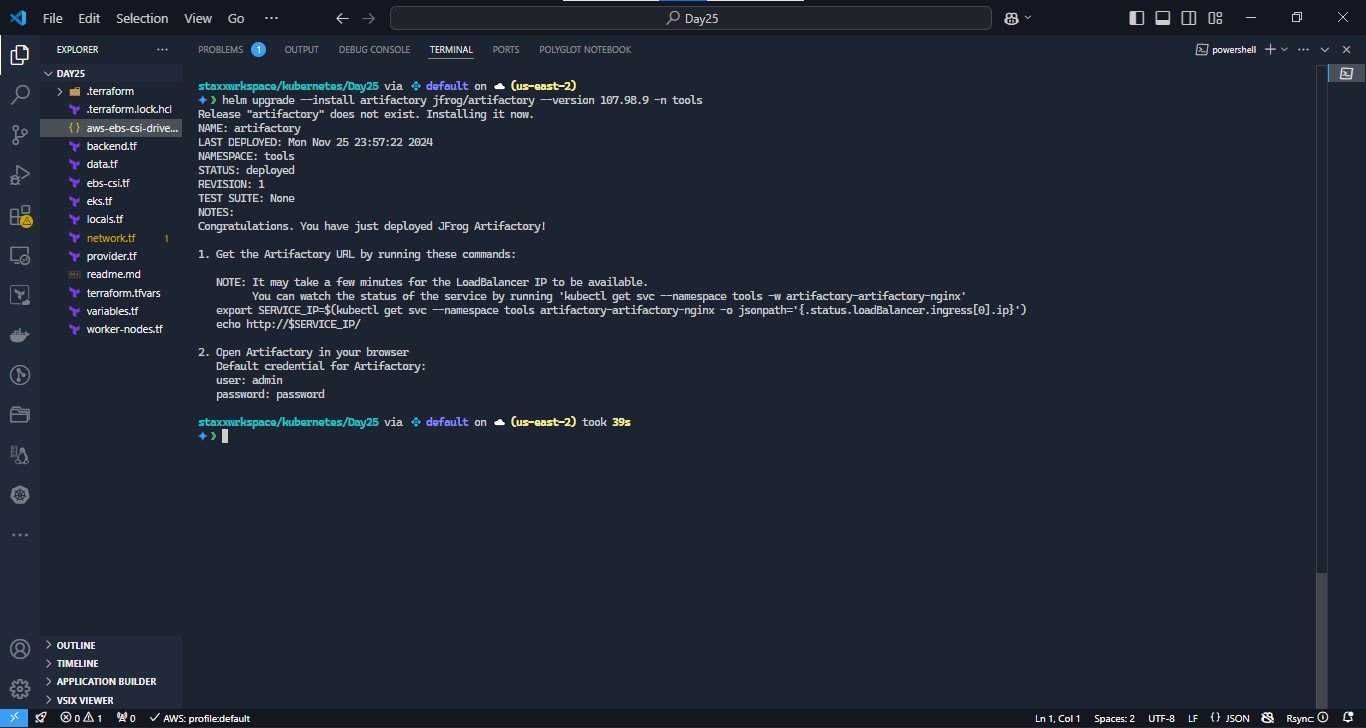 File Edit Selection View Go ···
Day25
EXPLORER ···
DAY25
.terraform
.terraform.lock.hcl
aws-ebs-csi-drive...
backend.tf
data.tf
ebs-csi.tf
eks.tf
locals.tf
network.tf 1
provider.tf
readme.md
terraform.tfvars
variables.tf
worker-nodes.tf
OUTLINE
TIMELINE
APPLICATION BUILDER
VSIX VIEWER
PROBLEMS 1 OUTPUT DEBUG CONSOLE TERMINAL PORTS POLYGLOT NOTEBOOK
powershell
staxxwrkspace/kubernetes/Day25 via default on (us-east-2)
❯ helm upgrade --install artifactory jfrog/artifactory --version 107.98.9 -n tools
Release "artifactory" does not exist. Installing it now.
NAME: artifactory
LAST DEPLOYED: Mon Nov 25 23:57:22 2024
NAMESPACE: tools
STATUS: deployed
REVISION: 1
TEST SUITE: None
NOTES:
Congratulations. You have just deployed JFrog Artifactory!
1. Get the Artifactory URL by running these commands:
NOTE: It may take a few minutes for the LoadBalancer IP to be available.
You can watch the status of the service by running 'kubectl get svc --namespace tools -w artifactory-artifactory-nginx'
export SERVICE_IP=$(kubectl get svc --namespace tools artifactory-artifactory-nginx -o jsonpath='{.status.loadBalancer.ingress[0].ip}')
echo http://$SERVICE_IP/
2. Open Artifactory in your browser
Default credential for Artifactory:
user: admin
password: password
staxxwrkspace/kubernetes/Day25 via default on (us-east-2) took 39s
❯
0 1 0 AWS: profile:default
Ln 1, Col 1 Spaces: 2 UTF-8 LF {} JSON Rsync: